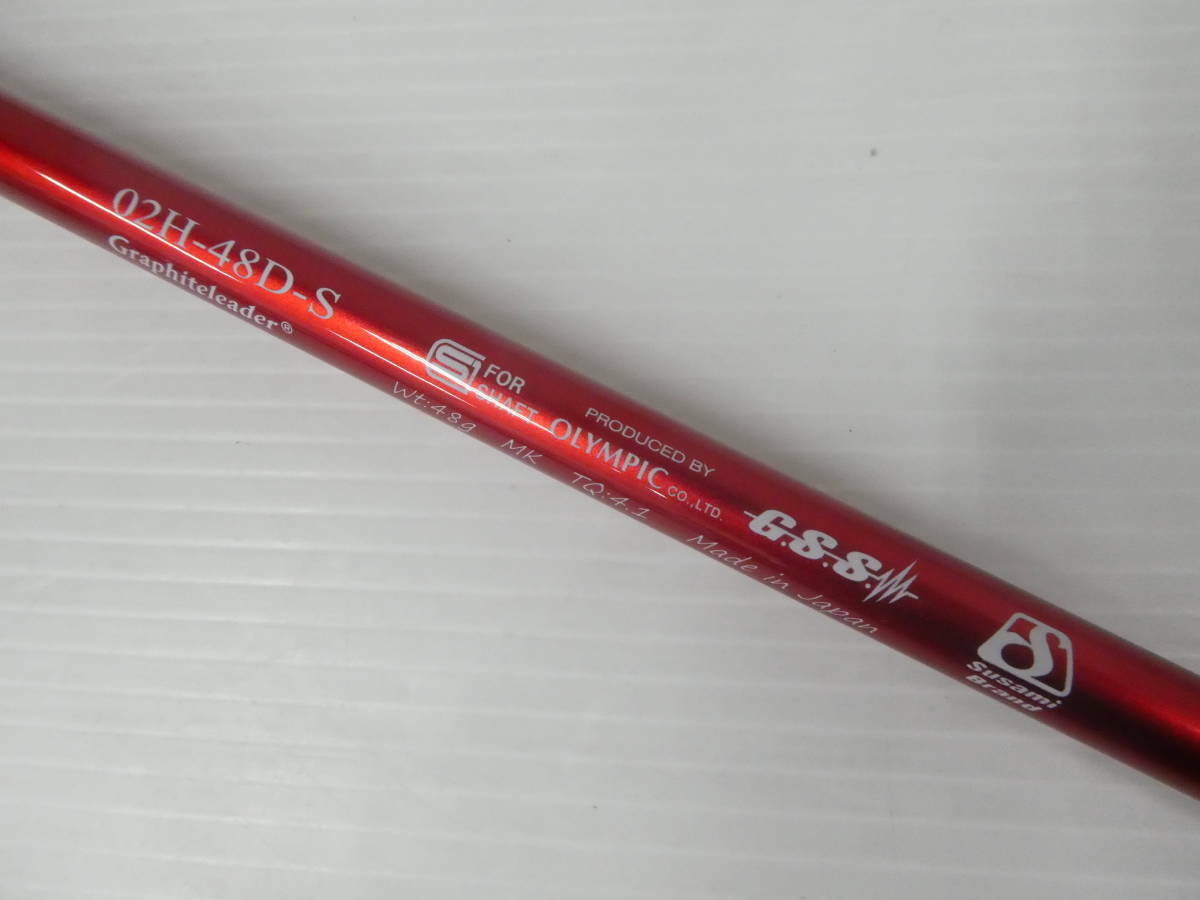 02H-48D-S
Graphiteleader®
FOR
SHAFT
PRODUCED BY
OLYMPIC CO.,LTD.
G.S.S.
Wt:48g MK TQ:4.1 Made in Japan
Susami
Brand